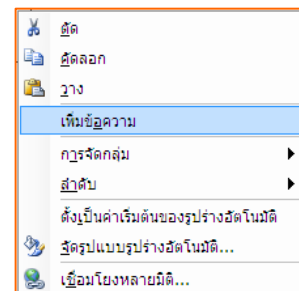 ตัด
คัดลอก
วาง
เพิ่มข้อความ
การจัดกลุ่ม
ลำดับ
ตั้งเป็นค่าเริ่มต้นของรูปร่างอัตโนมัติ
จัดรูปแบบรูปร่างอัตโนมัติ...
เชื่อมโยงหลายมิติ...